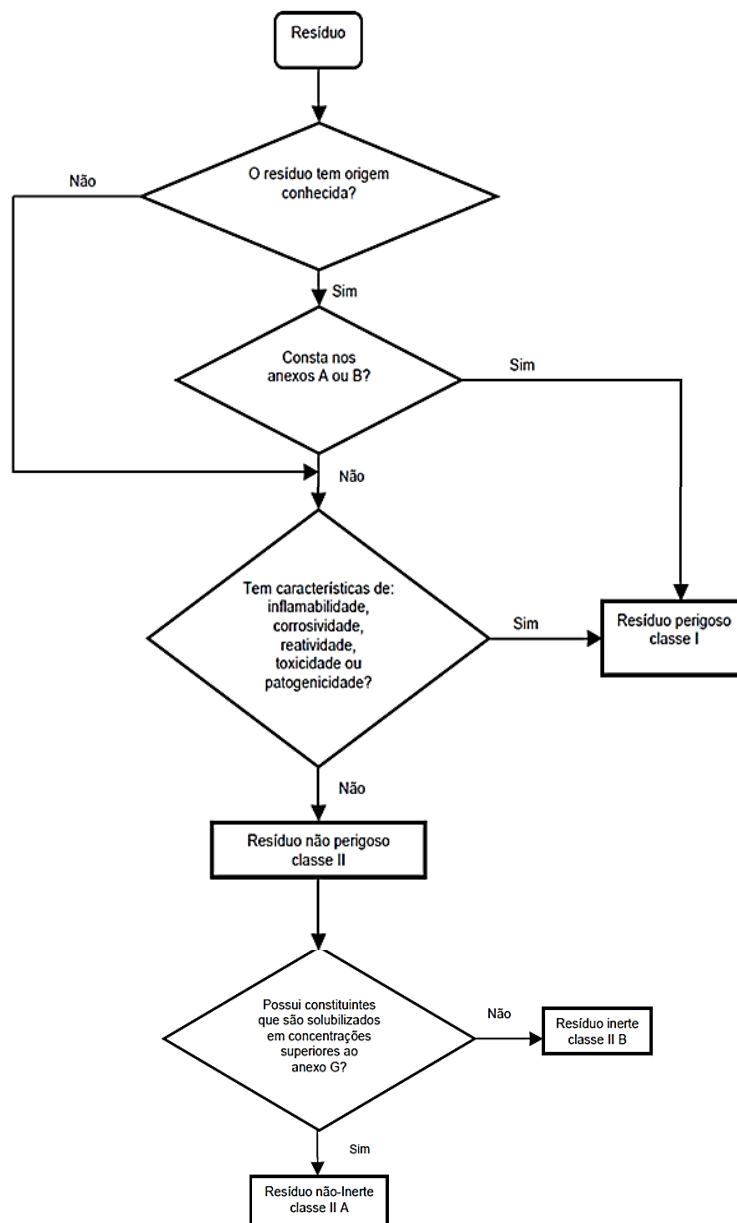 Resíduo
O resíduo tem origem
conhecida?
Não
Sim
Consta nos
anexos A ou B?
Sim
Não
Tem características de:
inflamabilidade,
corrosividade,
reatividade,
toxicidade ou
patogenicidade?
Sim
Resíduo perigoso
classe I
Não
Resíduo não perigoso
classe II
Possui constituintes
que são solubilizados
em concentrações
superiores ao
anexo G?
Não
Resíduo inerte
classe II B
Sim
Resíduo não-Inerte
classe II A